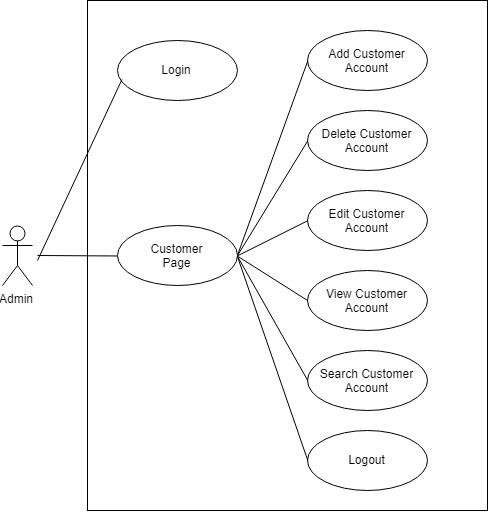 Login
Add Customer
Account
Delete Customer
Account
Edit Customer
Account
Customer
Page
Admin
View Customer
Account
Search Customer
Account
Logout